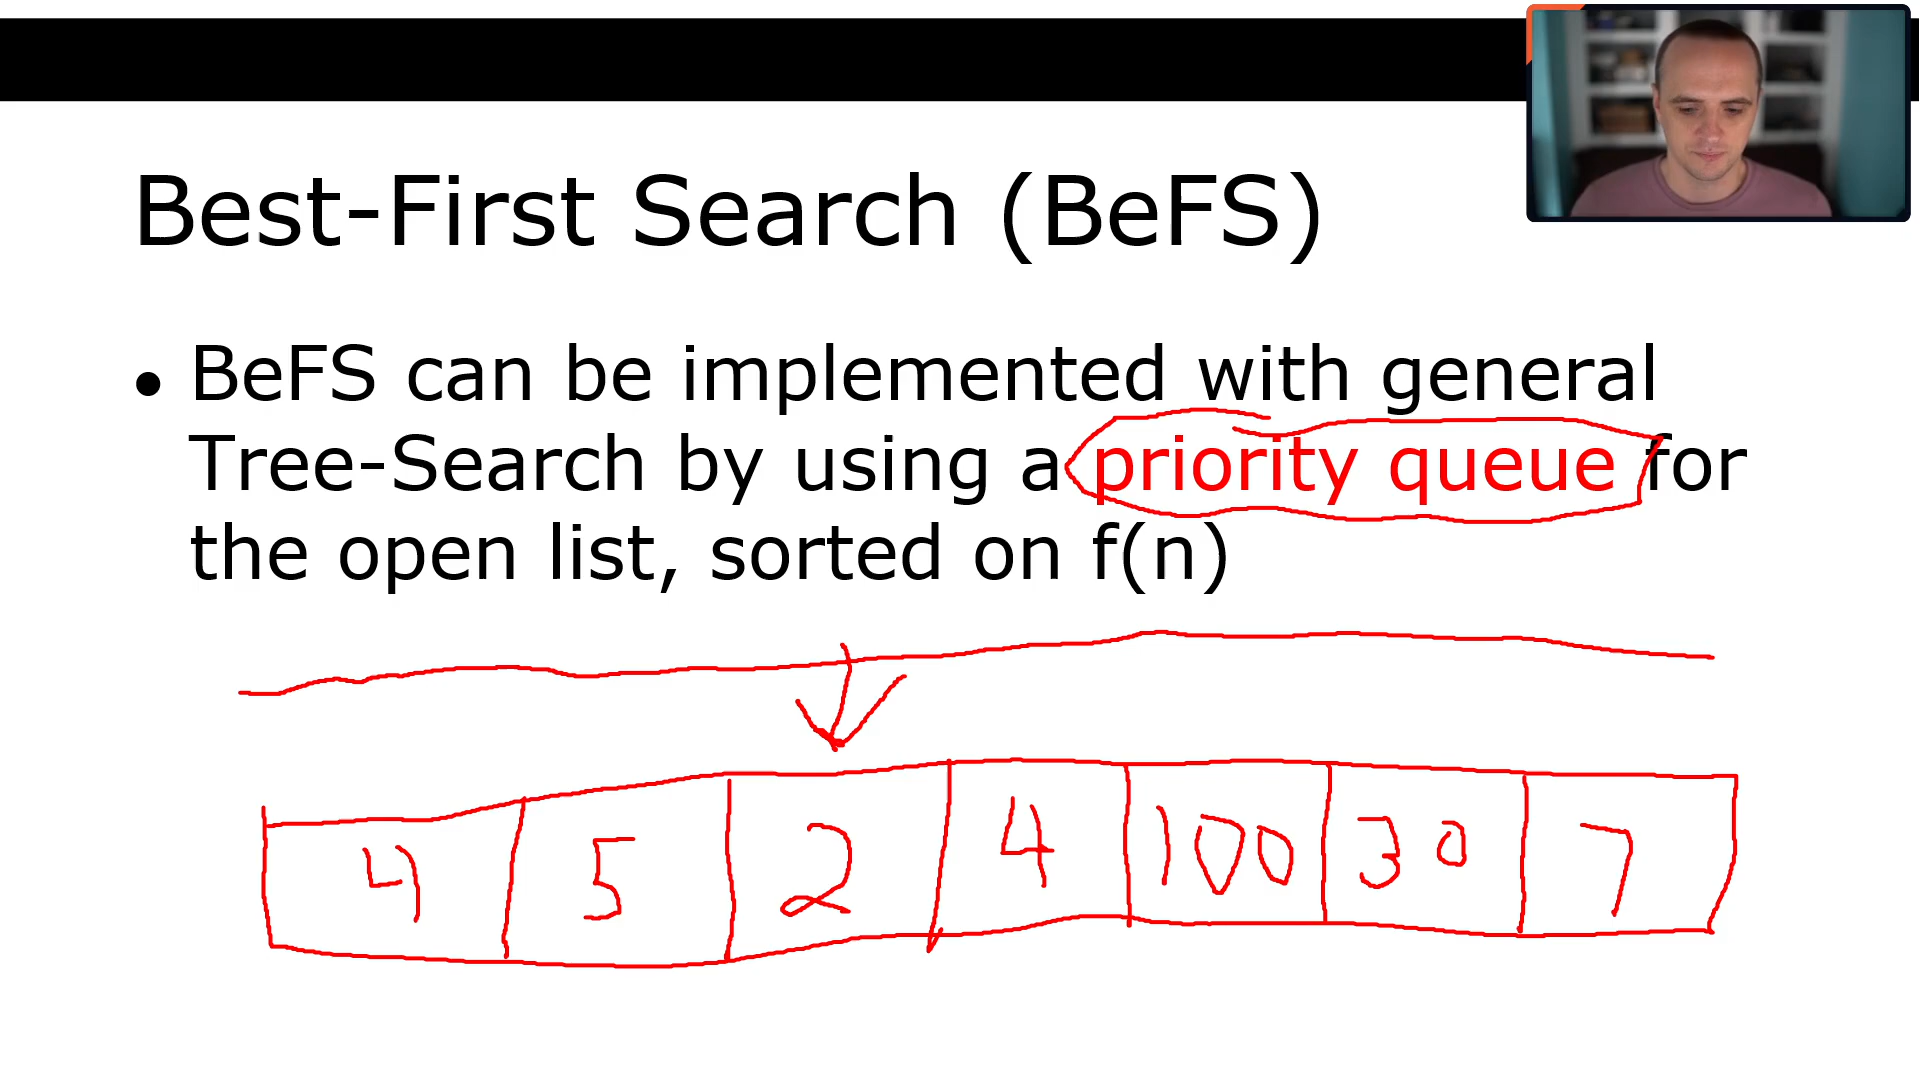 Best-First Search (BeFS)
• BeFS can be implemented with general
Tree-Search by using a priority queue for
the open list, sorted on f(n)
4 5 2 4 100 30 7